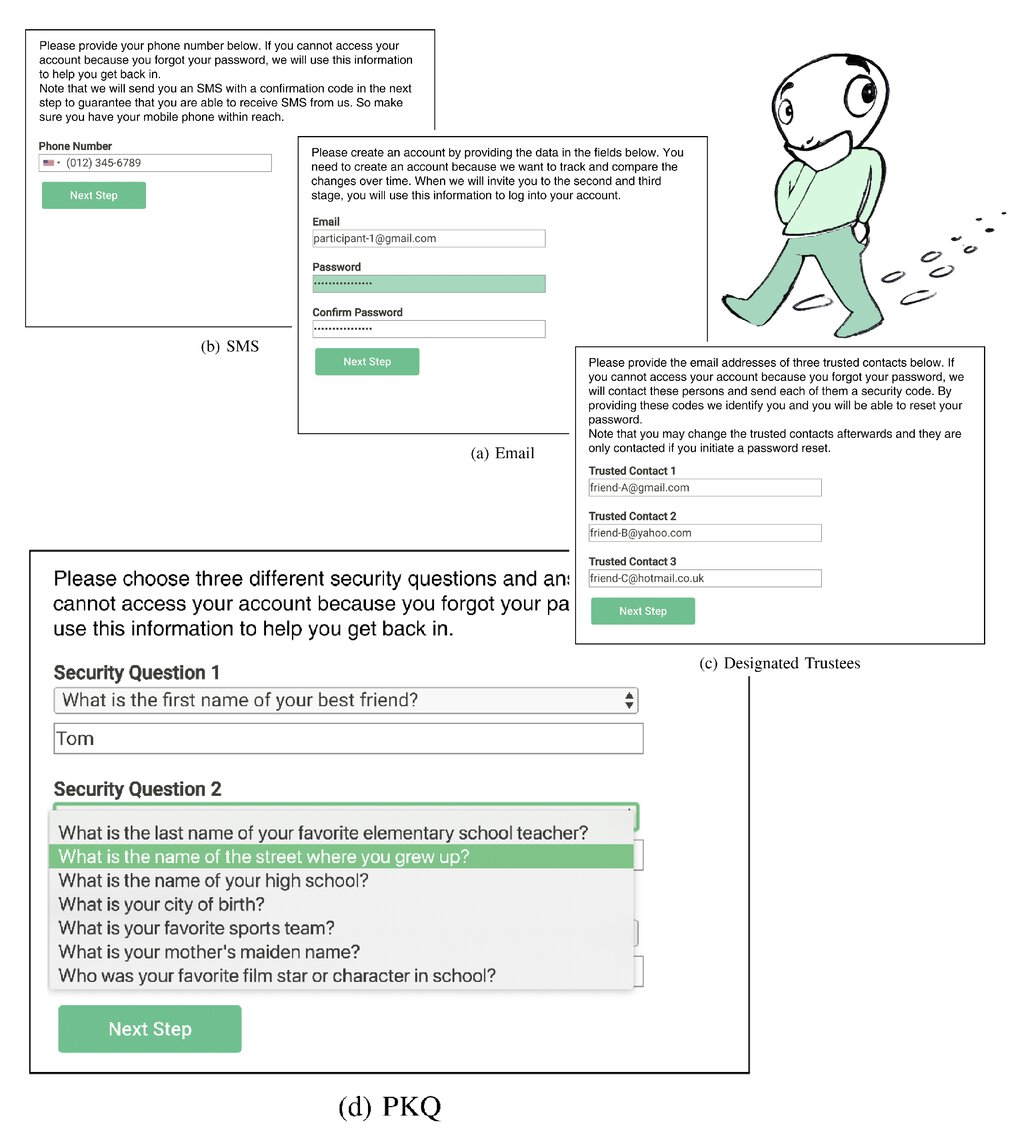 Please provide your phone number below. If you cannot access your
account because you forgot your password, we will use this information
to help you get back in.
Note that we will send you an SMS with a confirmation code in the next
step to guarantee that you are able to receive SMS from us. So make
sure you have your mobile phone within reach.
Phone Number
(012) 345-6789
Next Step
(b) SMS
Please create an account by providing the data in the fields below. You
need to create an account because we want to track and compare the
changes over time. When we will invite you to the second and third
stage, you will use this information to log into your account.
Email
participant-1@gmail.com
Password
••••••••••••••••
Confirm Password
••••••••••••••••
Next Step
(a) Email
Please provide the email addresses of three trusted contacts below. If
you cannot access your account because you forgot your password, we
will contact these persons and send each of them a security code. By
providing these codes we identify you and you will be able to reset your
password.
Note that you may change the trusted contacts afterwards and they are
only contacted if you initiate a password reset.
Trusted Contact 1
friend-A@gmail.com
Trusted Contact 2
friend-B@yahoo.com
Trusted Contact 3
friend-C@hotmail.co.uk
Next Step
(c) Designated Trustees
Please choose three different security questions and an
cannot access your account because you forgot your pa
use this information to help you get back in.
Security Question 1
What is the first name of your best friend?
Tom
Security Question 2
What is the last name of your favorite elementary school teacher?
What is the name of the street where you grew up?
What is the name of your high school?
What is your city of birth?
What is your favorite sports team?
What is your mother's maiden name?
Who was your favorite film star or character in school?
Next Step
(d) PKQ